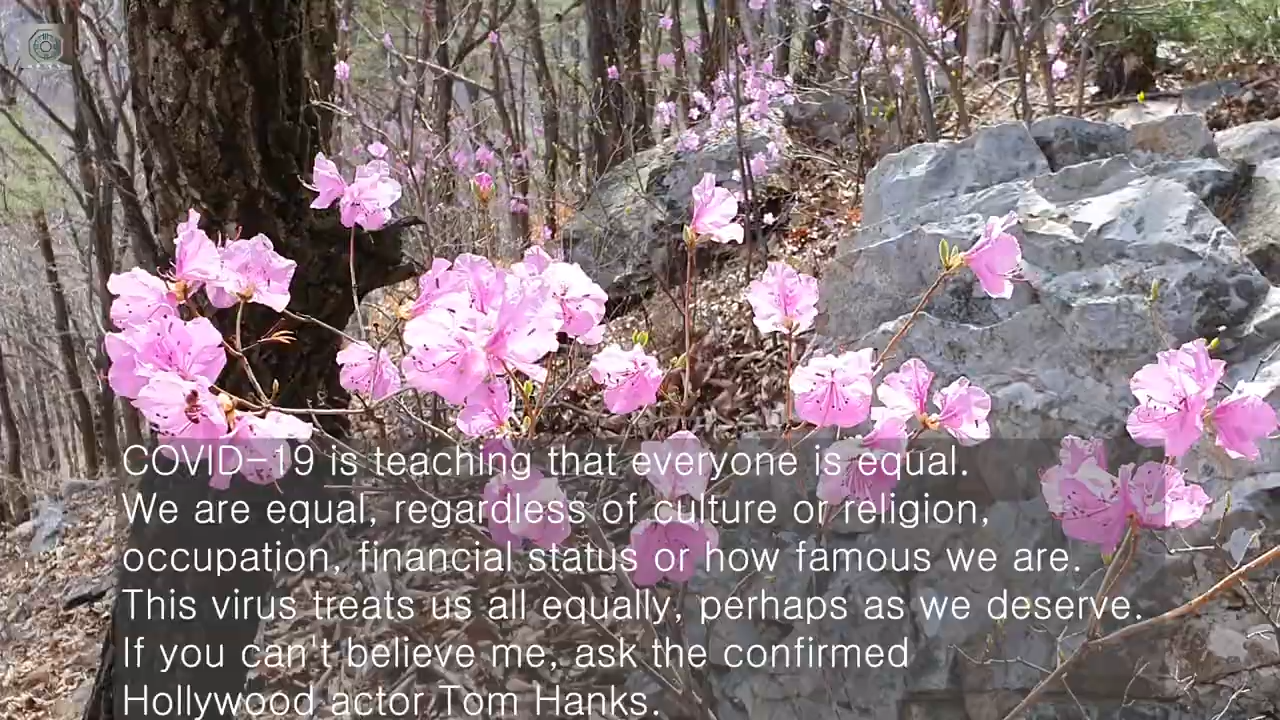 COVID-19 is teaching that everyone is equal.
We are equal, regardless of culture or religion,
occupation, financial status or how famous we are.
This virus treats us all equally, perhaps as we deserve.
If you can't believe me, ask the confirmed
Hollywood actor Tom Hanks.